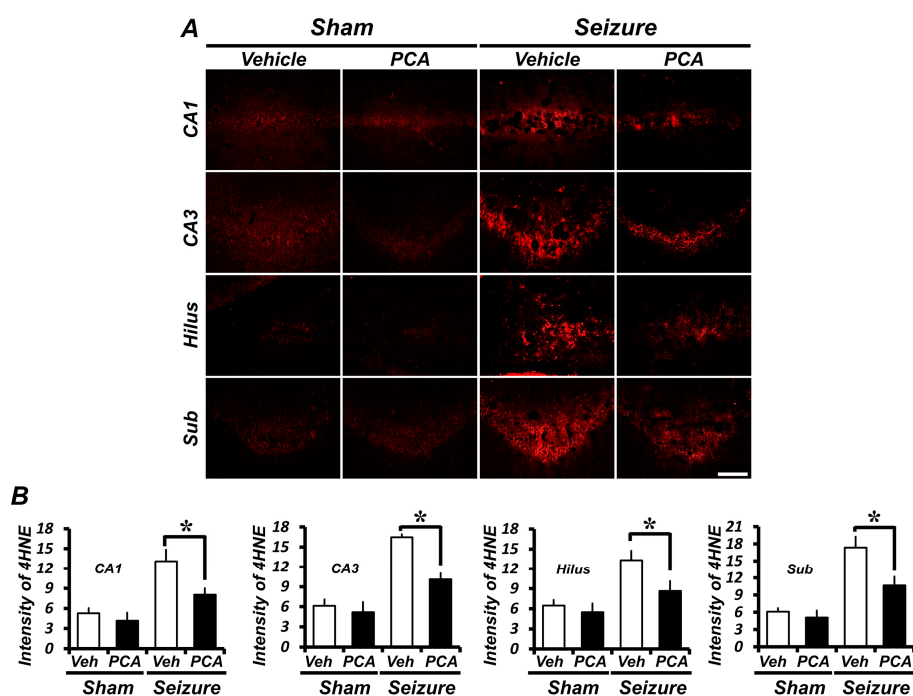 A
Sham Seizure
Vehicle PCA Vehicle PCA
CA1
CA3
Hilus
Sub
B
Intensity of 4HNE
18
15
12
9
6
3
0
CA1
*
Veh PCA Veh PCA
Sham Seizure
Intensity of 4HNE
18
15
12
9
6
3
0
CA3
*
Veh PCA Veh PCA
Sham Seizure
Intensity of 4HNE
18
15
12
9
6
3
0
Hilus
*
Veh PCA Veh PCA
Sham Seizure
Intensity of 4HNE
21
18
15
12
9
6
3
0
Sub
*
Veh PCA Veh PCA
Sham Seizure